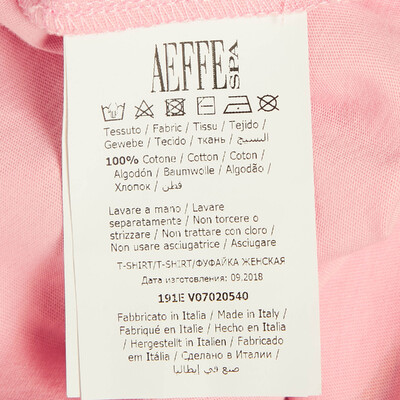 AEFFE SPA
Tessuto / Fabric / Tissu / Tejido /
Gewebe / Tecido / ткань / النسيج
100% Cotone / Cotton / Coton /
Algodón / Baumwolle / Algodão /
Хлопок / قطن
Lavare a mano / Lavare
separatamente / Non torcere o
strizzare / Non trattare con cloro /
Non usare asciugatrice / Asciugare
T-SHIRT/T-SHIRT/ФУФАЙКА ЖЕНСКАЯ
Дата изготовления: 09.2018
191E V07020540
Fabbricato in Italia / Made in Italy /
Fabriqué en Italie / Hecho en Italia
/ Hergestellt in Italien / Fabricado
em Itália / Сделано в Италии /
صنع في إيطاليا